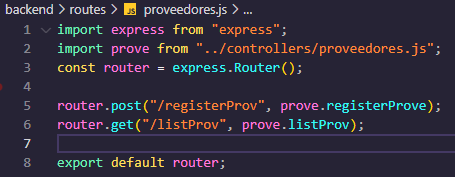 backend > routes > JS proveedores.js > ...
1 import express from "express";
2 import prove from "../controllers/proveedores.js";
3 const router = express.Router();
4
5 router.post("/registerProv", prove.registerProve);
6 router.get("/listProv", prove.listProv);
7
8 export default router;